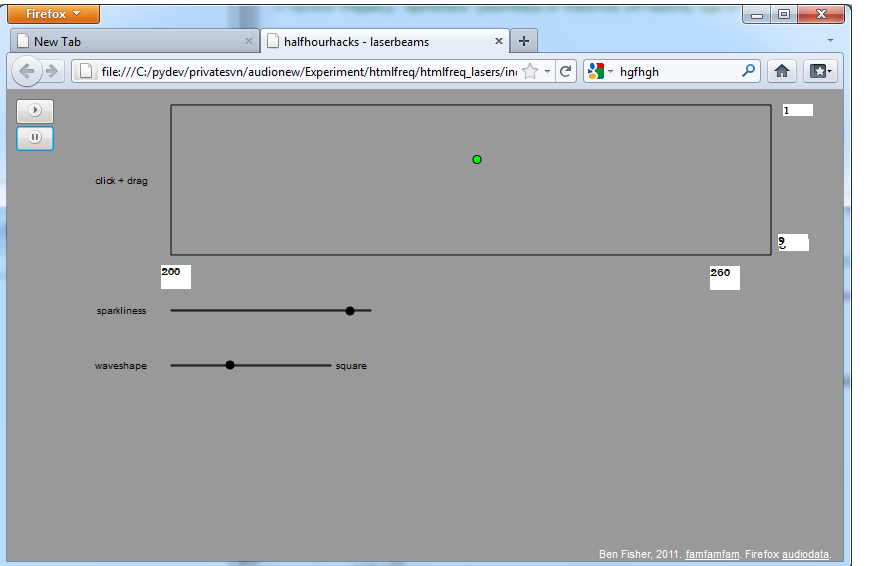 Firefox
New Tab
halfhourhacks - laserbeams
file:///C:/pydev/privatesvn/audionew/Experiment/htmlfreq/htmlfreq_lasers/in
hgfhgh
1
click + drag
9
200
260
sparkliness
waveshape
square
Ben Fisher, 2011. famfamfam. Firefox audiodata.